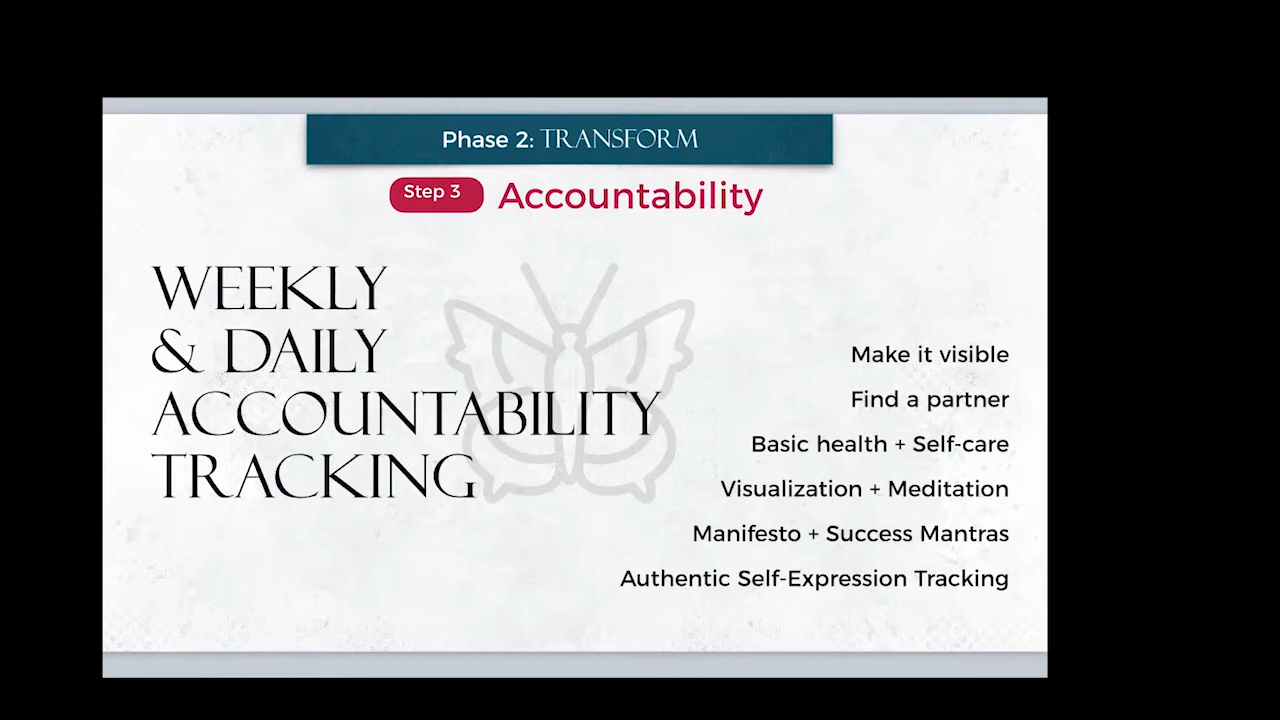 Phase 2: TRANSFORM
Step 3 Accountability
WEEKLY
& DAILY
ACCOUNTABILITY
TRACKING
Make it visible
Find a partner
Basic health + Self-care
Visualization + Meditation
Manifesto + Success Mantras
Authentic Self-Expression Tracking